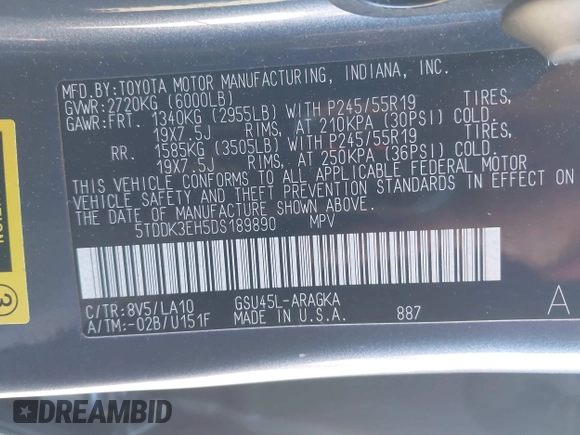 MFD.BY:TOYOTA MOTOR MANUFACTURING, INDIANA, INC.
GVWR:2720KG (6000LB)
GAWR:FRT. 1340KG (2955LB) WITH P245/55R19 TIRES,
19X7.5J RIMS, AT 210KPA (30PSI) COLD.
RR. 1585KG (3505LB) WITH P245/55R19 TIRES,
19X7.5J RIMS, AT 250KPA (36PSI) COLD.
THIS VEHICLE CONFORMS TO ALL APPLICABLE FEDERAL MOTOR
VEHICLE SAFETY AND THEFT PREVENTION STANDARDS IN EFFECT ON
THE DATE OF MANUFACTURE SHOWN ABOVE.
5TDDK3EH5DS189890 MPV
C/TR:8V5/LA10 GSU45L-ARAGKA
A/TM:-02B/U151F MADE IN U.S.A. 887
A
3
DREAMBID